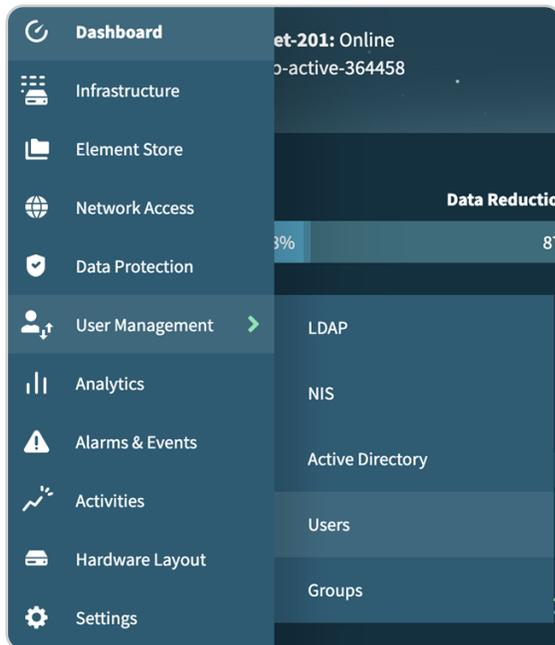 Dashboard
et-201: Online
-active-364458
Infrastructure
Element Store
Network Access
Data Reductio
Data Protection
3%
8
User Management
LDAP
Analytics
NIS
Alarms & Events
Active Directory
Activities
Users
Hardware Layout
Groups
Settings